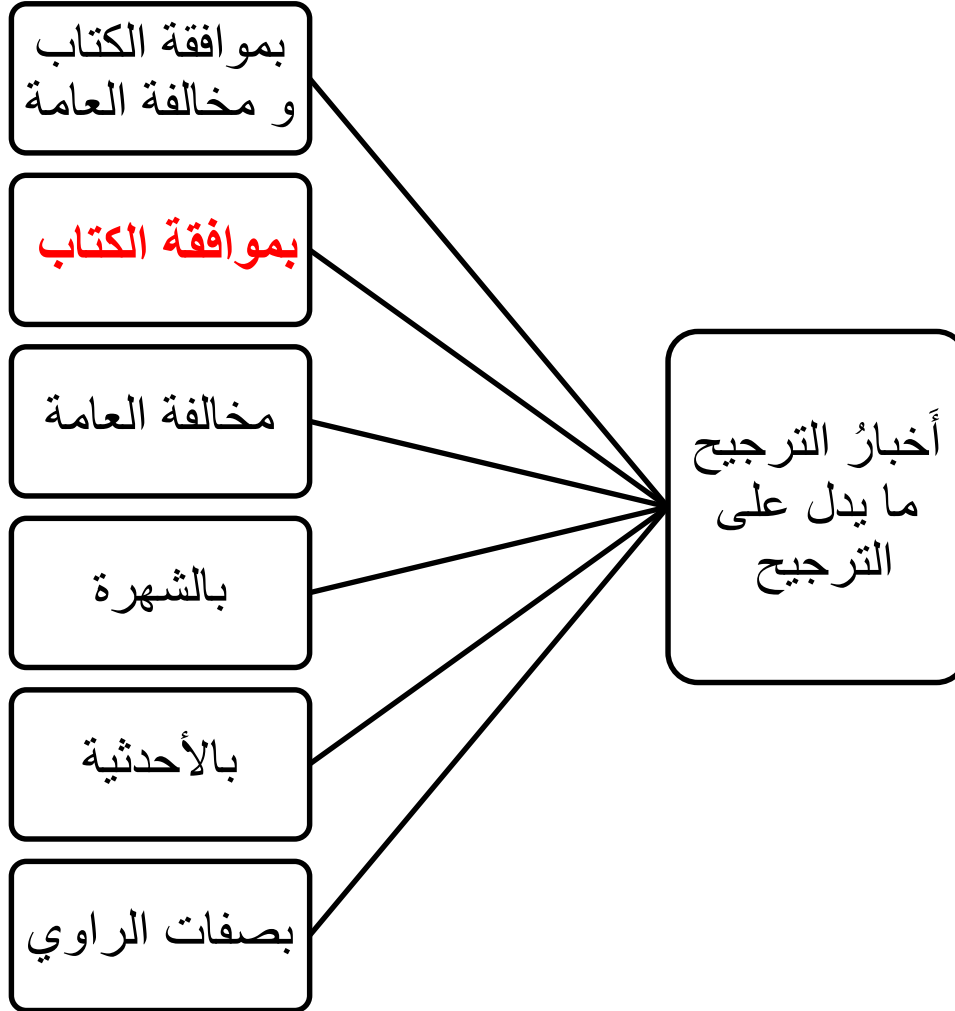 أَخبارُ الترجيح
ما يدل على
الترجيح
بموافقة الكتاب
و مخالفة العامة
بموافقة الكتاب
مخالفة العامة
بالشهرة
بالأحدثية
بصفات الراوي